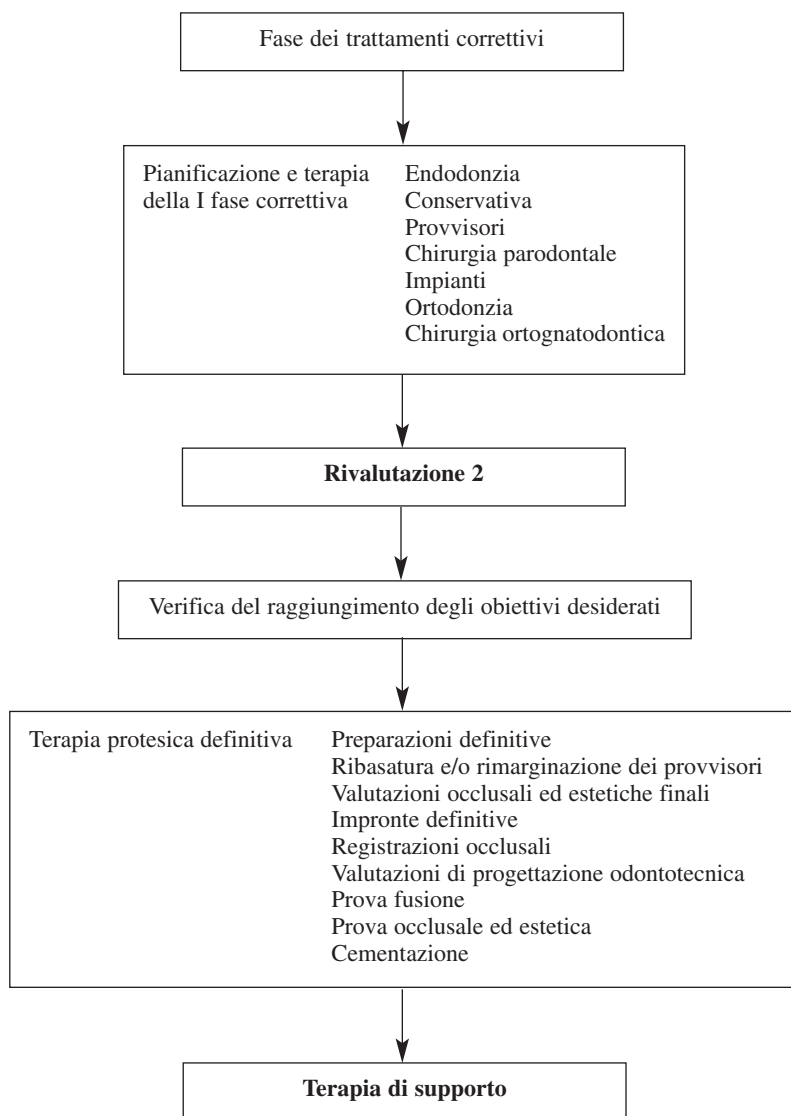 Fase dei trattamenti correttivi
Pianificazione e terapia
della I fase correttiva
Endodonzia
Conservativa
Provvisori
Chirurgia parodontale
Impianti
Ortodonzia
Chirurgia ortognatodontica
Rivalutazione 2
Verifica del raggiungimento degli obiettivi desiderati
Terapia protesica definitiva
Preparazioni definitive
Ribasatura e/o rimarginazione dei provvisori
Valutazioni occlusali ed estetiche finali
Impronte definitive
Registrazioni occlusali
Valutazioni di progettazione odontotecnica
Prova fusione
Prova occlusale ed estetica
Cementazione
Terapia di supporto